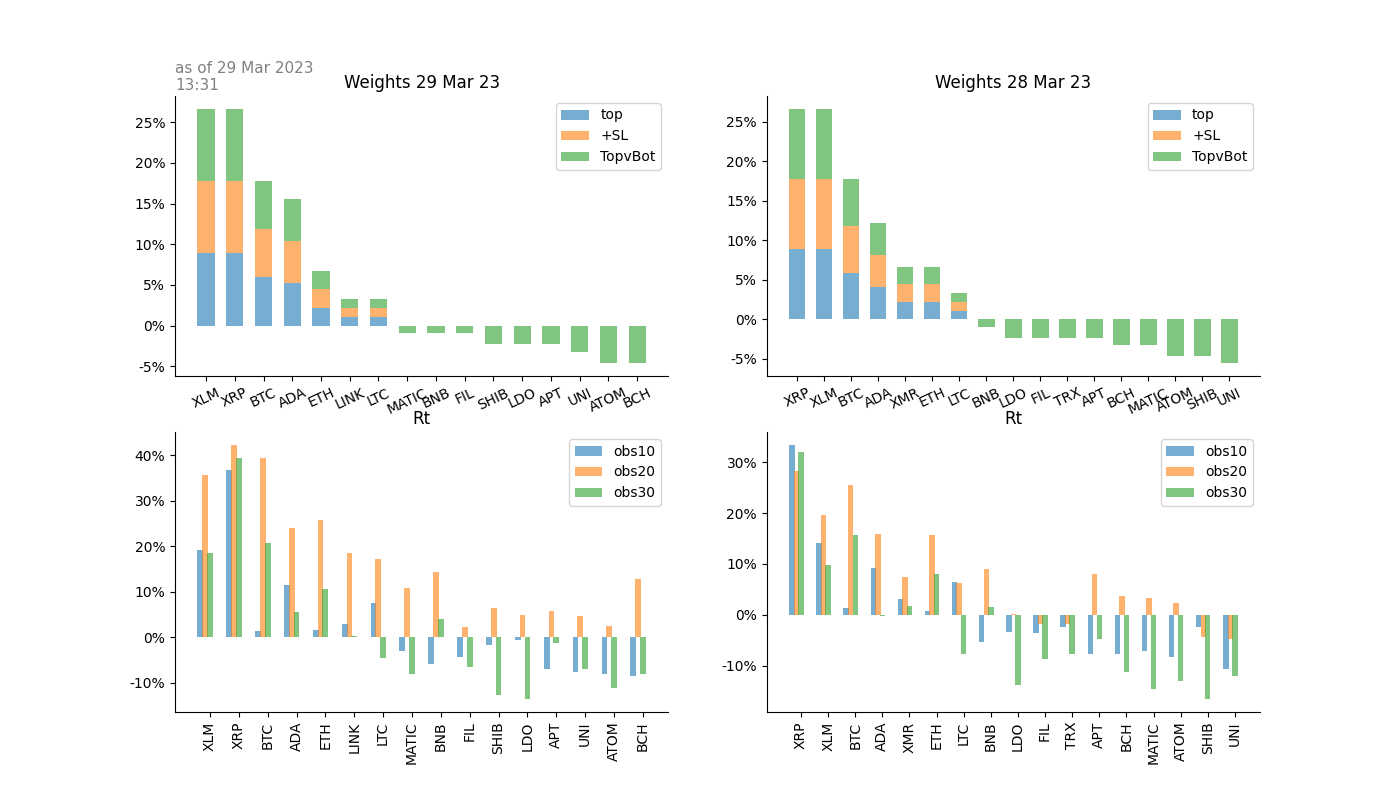 as of 29 Mar 2023
13:31
Weights 29 Mar 23
25%
20%
15%
10%
5%
0%
-5%
top
+SL
TopvBot
XLM XRP BTC ADA ETH LINK LTC MATIC BNB FIL SHIB LDO APT UNI ATOM BCH
Weights 28 Mar 23
25%
20%
15%
10%
5%
0%
-5%
top
+SL
TopvBot
XRP XLM BTC ADA XMR ETH LTC BNB LDO FIL TRX APT BCH MATIC ATOM SHIB UNI
Rt
40%
30%
20%
10%
0%
-10%
obs10
obs20
obs30
XLM XRP BTC ADA ETH LINK LTC MATIC BNB FIL SHIB LDO APT UNI ATOM BCH
Rt
30%
20%
10%
0%
-10%
obs10
obs20
obs30
XRP XLM BTC ADA XMR ETH LTC BNB LDO FIL TRX APT BCH MATIC ATOM SHIB UNI